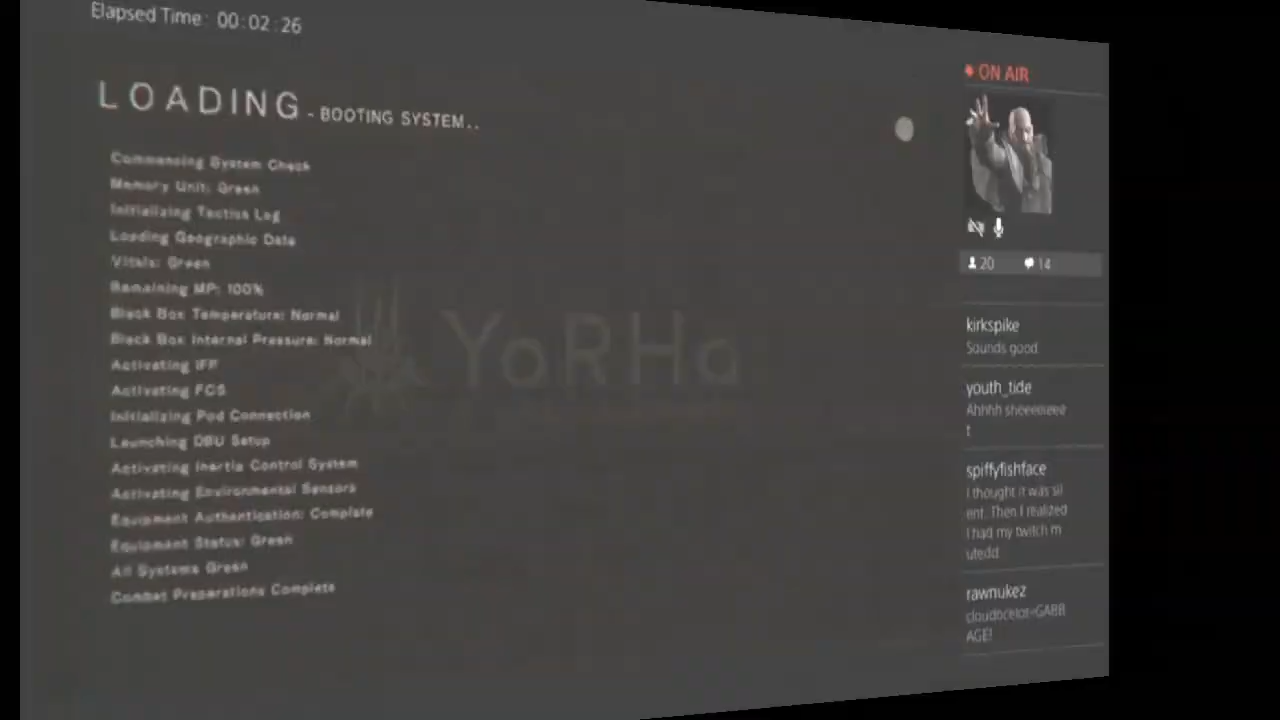 Elapsed Time: 00:02:26
LOADING - BOOTING SYSTEM..
Commencing System Check
Memory Unit: Green
Initializing Tactics Log
Loading Geographic Data
Vitals: Green
Remaining MP: 100%
Black Box Temperature: Normal
Black Box Internal Pressure: Normal
Activating IFF
Activating FCS
Initializing Pod Connection
Launching DBU Setup
Activating Inertia Control System
Activating Environmental Sensors
Equipment Authentication: Complete
Equipment Status: Green
All Systems Green
Combat Preparations Complete
YoRHa
ON AIR
20 14
kirkspike
Sounds good
youth_tide
Ahhhh sheeeeeee
t
spiffyfishface
I thought it was sil
ent. Then I realized
I had my twitch m
utedd
rawnukez
AGE!